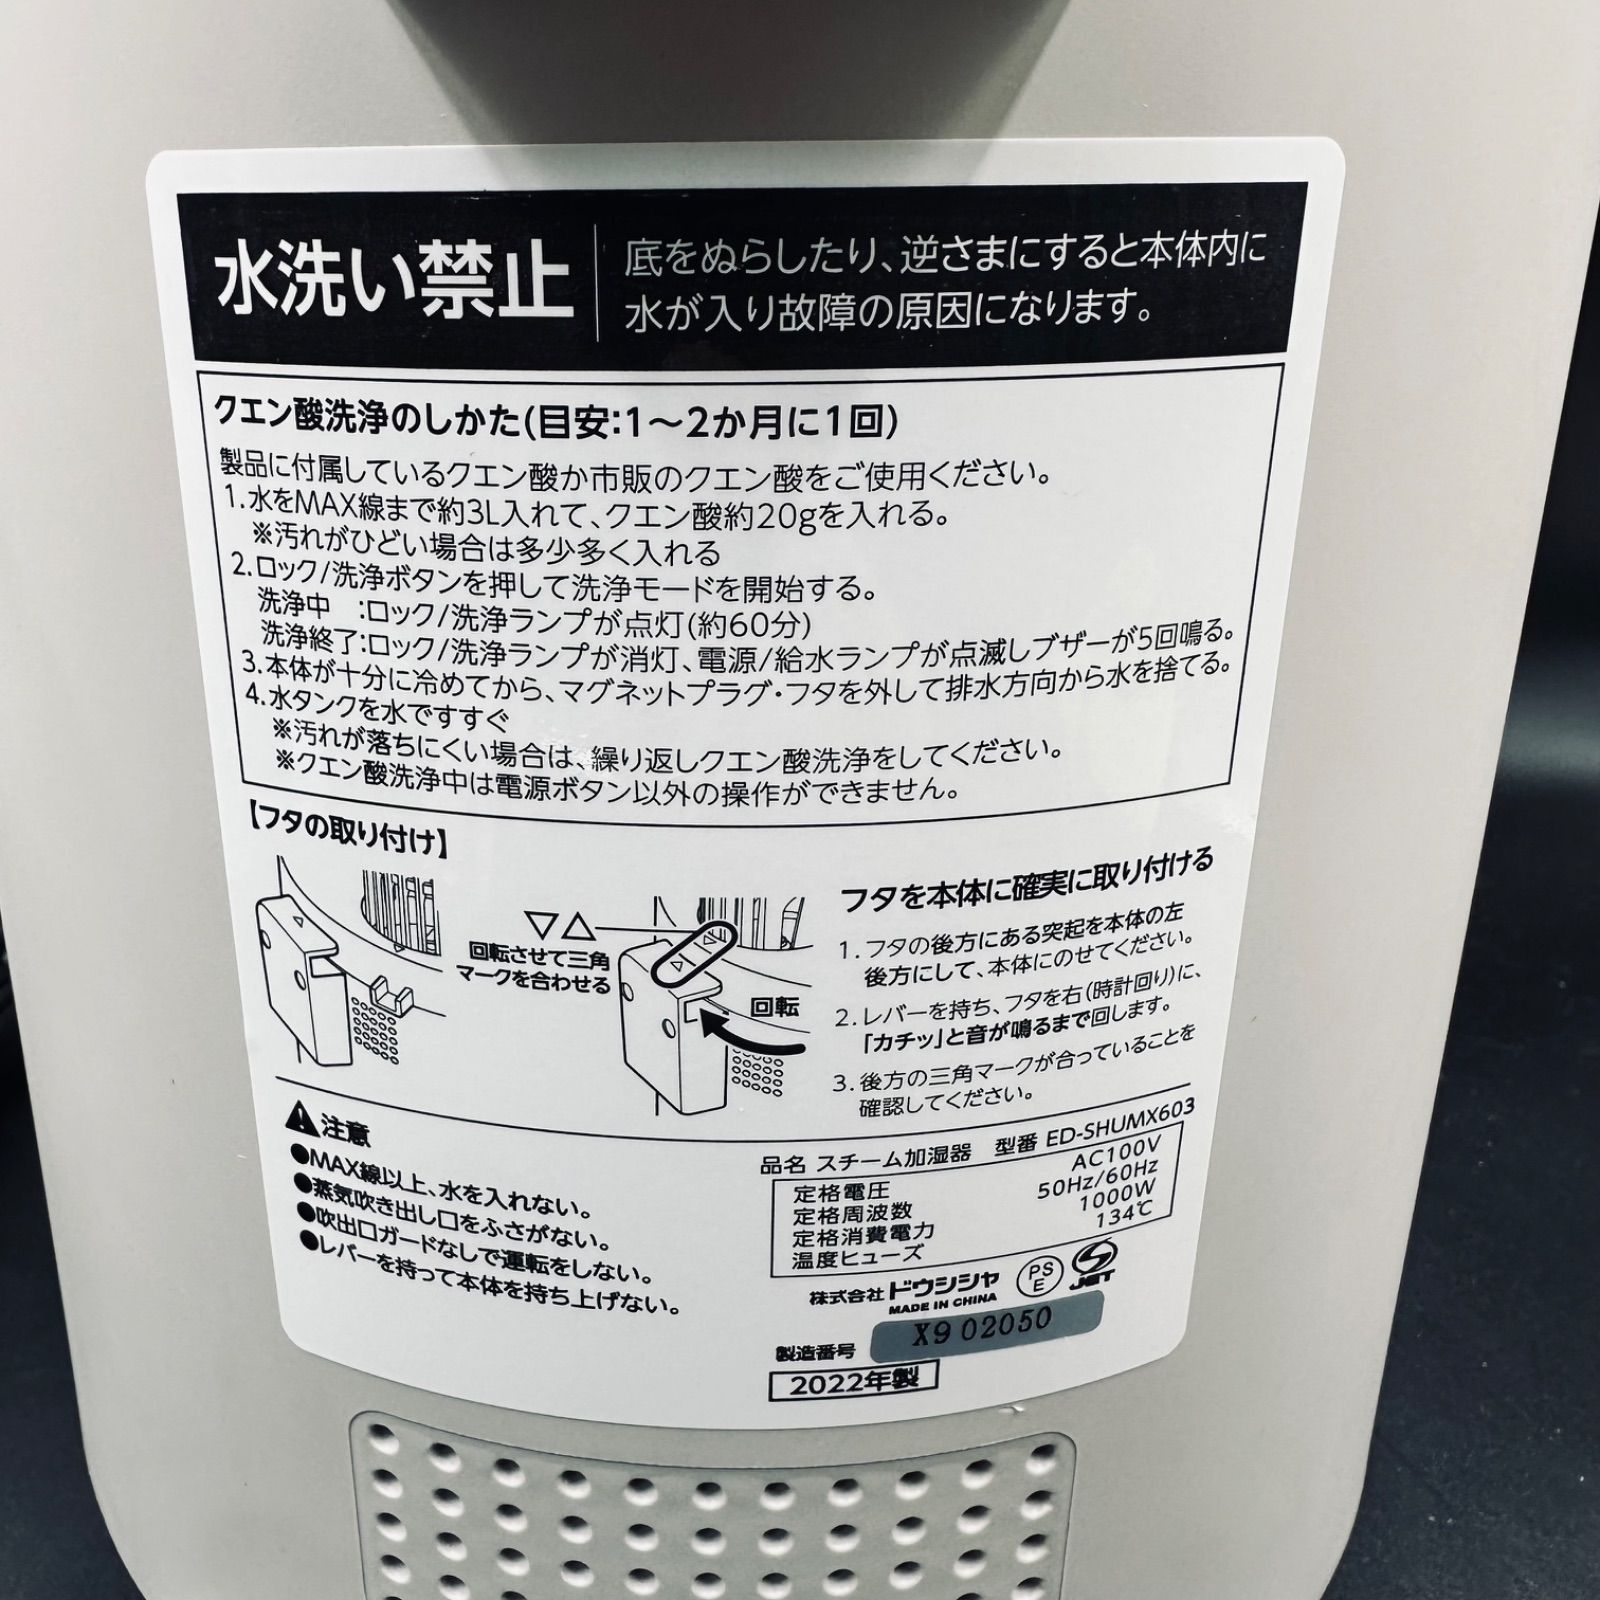 水洗い禁止
底をぬらしたり、逆さまにすると本体内に
水が入り故障の原因になります。
クエン酸洗浄のしかた(目安:1～2か月に1回)
製品に付属しているクエン酸か市販のクエン酸をご使用ください。
1.水をMAX線まで約3L入れて、クエン酸約20gを入れる。
※汚れがひどい場合は多少多く入れる
2.ロック/洗浄ボタンを押して洗浄モードを開始する。
洗浄中 :ロック/洗浄ランプが点灯(約60分)
洗浄終了:ロック/洗浄ランプが消灯、電源/給水ランプが点滅しブザーが5回鳴る。
3.本体が十分に冷めてから、マグネットプラグ・フタを外して排水方向から水を捨てる。
4.水タンクを水ですすぐ
※汚れが落ちにくい場合は、繰り返しクエン酸洗浄をしてください。
※クエン酸洗浄中は電源ボタン以外の操作ができません。
【フタの取り付け】
▽△
回転させて三角
マークを合わせる
回転
フタを本体に確実に取り付ける
1.フタの後方にある突起を本体の左
後方にして、本体にのせてください。
2.レバーを持ち、フタを右(時計回り)に、
「カチッ」と音が鳴るまで回します。
3.後方の三角マークが合っていることを
確認してください。
注意
●MAX線以上、水を入れない。
●蒸気吹き出し口をふさがない。
●吹出口ガードなしで運転をしない。
●レバーを持って本体を持ち上げない。
品名 スチーム加湿器 型番 ED-SHUMX603
定格電圧 AC100V
定格周波数 50Hz/60Hz
定格消費電力 1000W
温度ヒューズ 134℃
株式会社ドウシシャ
MADE IN CHINA
PS
E
JET
製造番号 X9 02050
2022年製